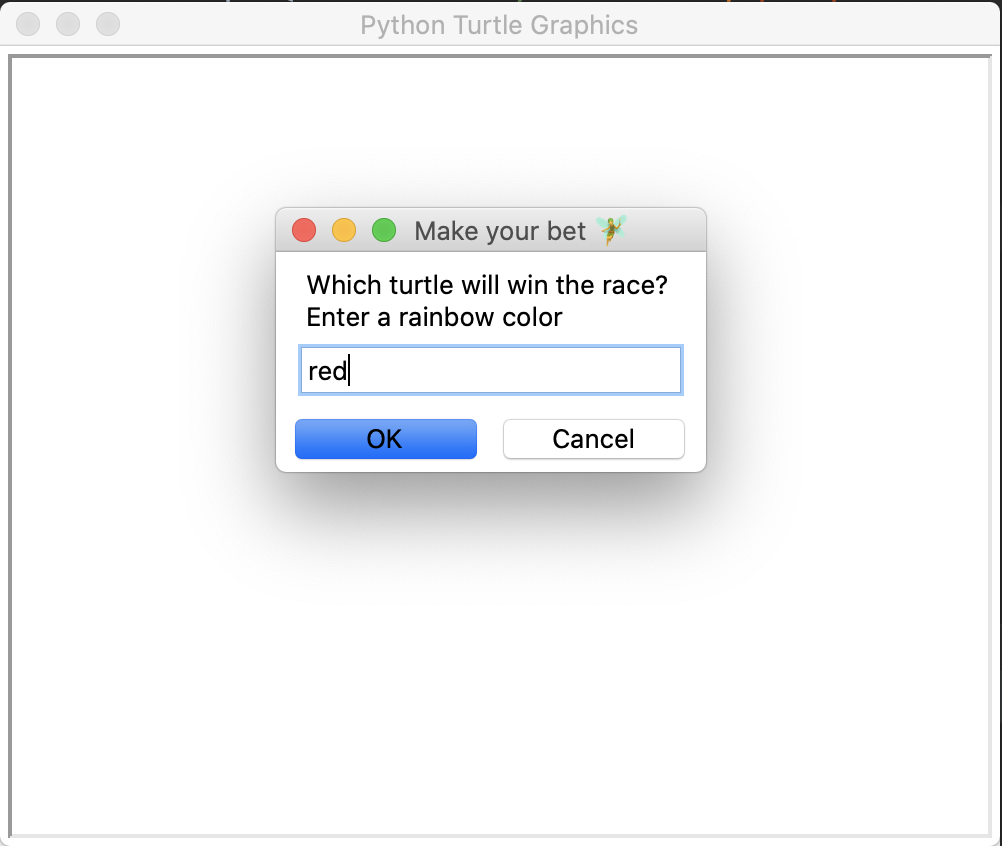 Python Turtle Graphics
Make your bet 🧚
Which turtle will win the race?
Enter a rainbow color
red
OK
Cancel